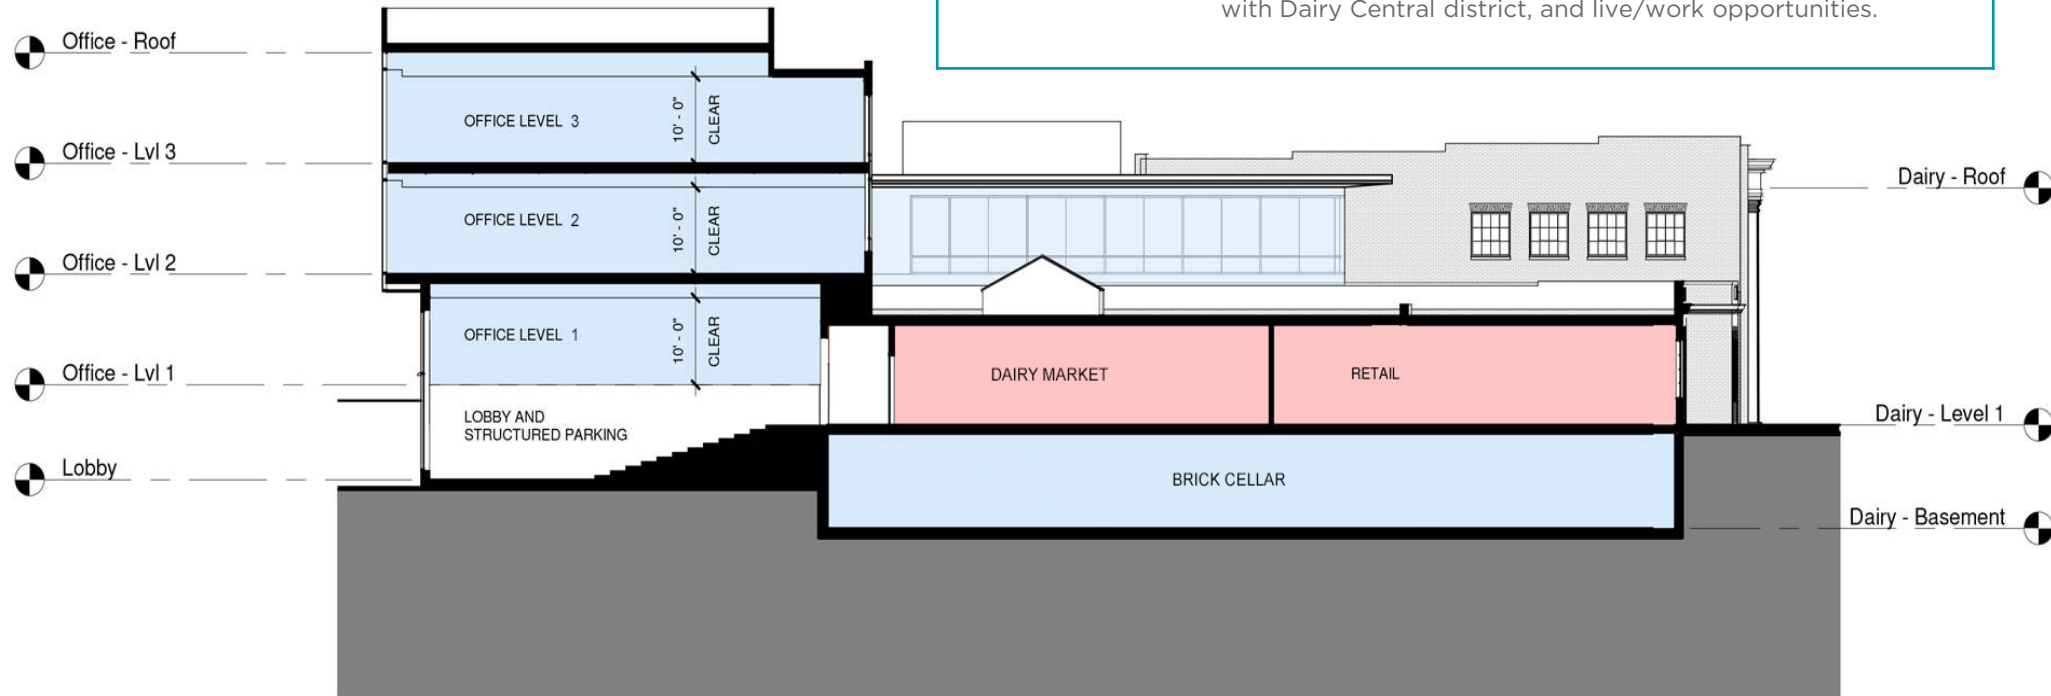 with Dairy Central district, and live/work opportunities.
Office - Roof
OFFICE LEVEL 3
10' - 0"
CLEAR
Office - Lvl 3
Dairy - Roof
OFFICE LEVEL 2
10' - 0"
CLEAR
Office - Lvl 2
OFFICE LEVEL 1
10' - 0"
CLEAR
Office - Lvl 1
DAIRY MARKET
RETAIL
LOBBY AND
STRUCTURED PARKING
Dairy - Level 1
Lobby
BRICK CELLAR
Dairy - Basement